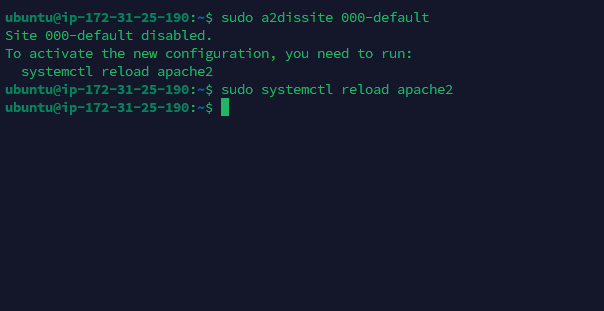 ubuntu@ip-172-31-25-190:~$ sudo a2dissite 000-default
Site 000-default disabled.
To activate the new configuration, you need to run:
  systemctl reload apache2
ubuntu@ip-172-31-25-190:~$ sudo systemctl reload apache2
ubuntu@ip-172-31-25-190:~$